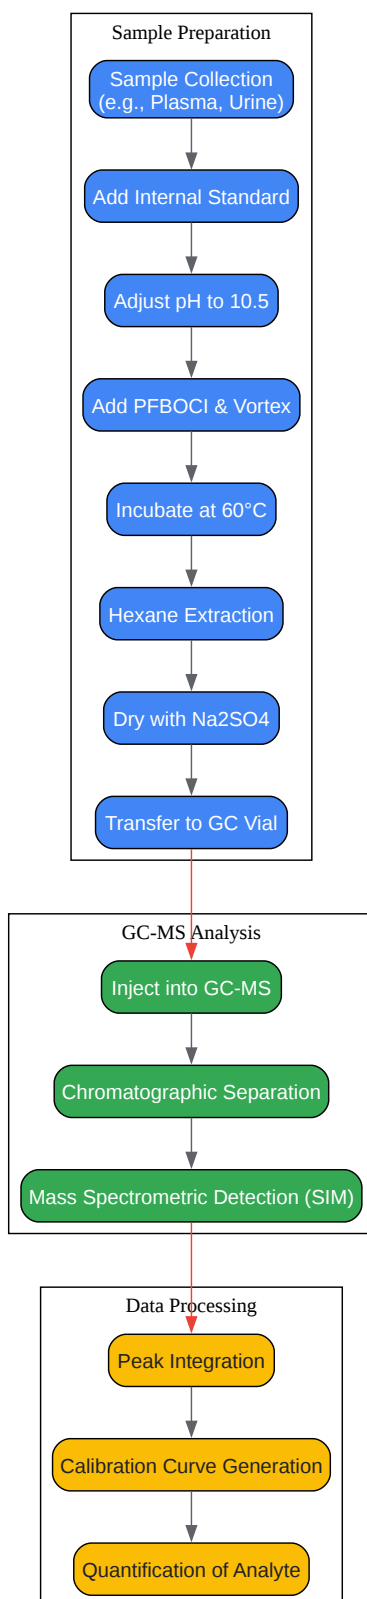 Sample Preparation
Sample Collection
(e.g., Plasma, Urine)
Add Internal Standard
Adjust pH to 10.5
Add PFBOCI & Vortex
Incubate at 60°C
Hexane Extraction
Dry with Na2SO4
Transfer to GC Vial
GC-MS Analysis
Inject into GC-MS
Chromatographic Separation
Mass Spectrometric Detection (SIM)
Data Processing
Peak Integration
Calibration Curve Generation
Quantification of Analyte